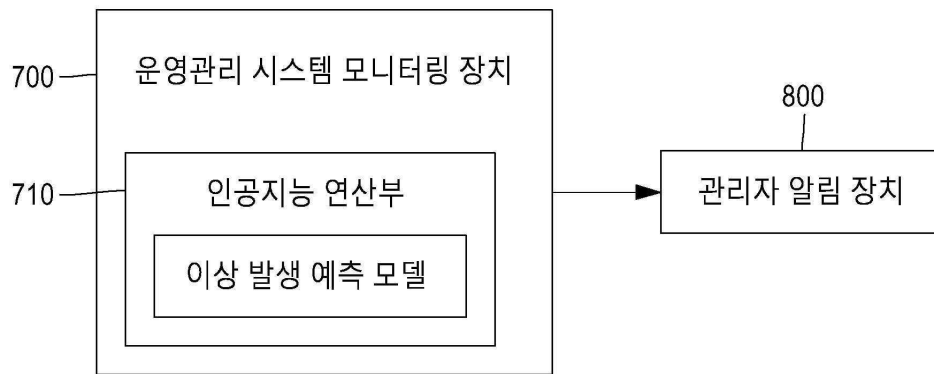 700
운영관리 시스템 모니터링 장치
710
인공지능 연산부
이상 발생 예측 모델
800
관리자 알림 장치